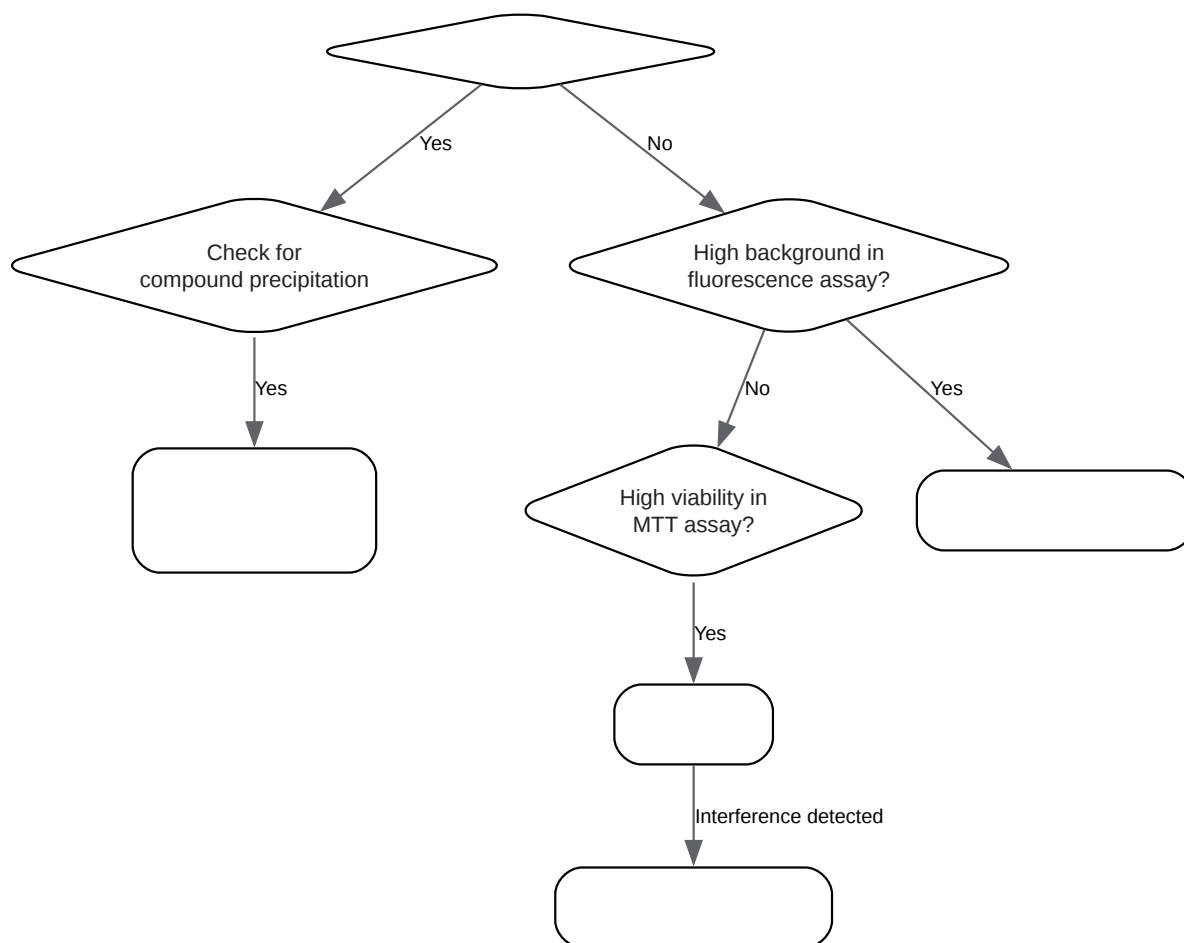 Yes
No
Check for
compound precipitation
High background in
fluorescence assay?
Yes
No
Yes
High viability in
MTT assay?
Yes
Interference detected